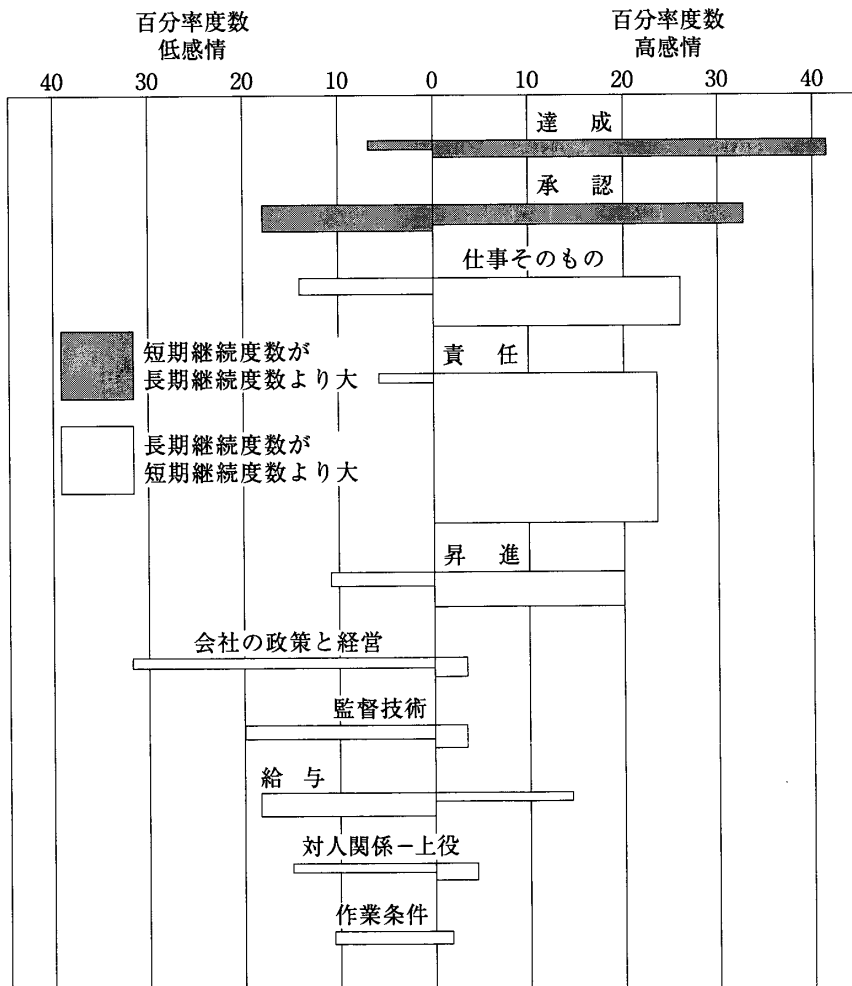 百分率度数
低感情
百分率度数
高感情
40 30 20 10 0 10 20 30 40
達 成
承 認
仕事そのもの
短期継続度数が
長期継続度数より大
責 任
長期継続度数が
短期継続度数より大
昇 進
会社の政策と経営
監督技術
給 与
対人関係－上役
作業条件